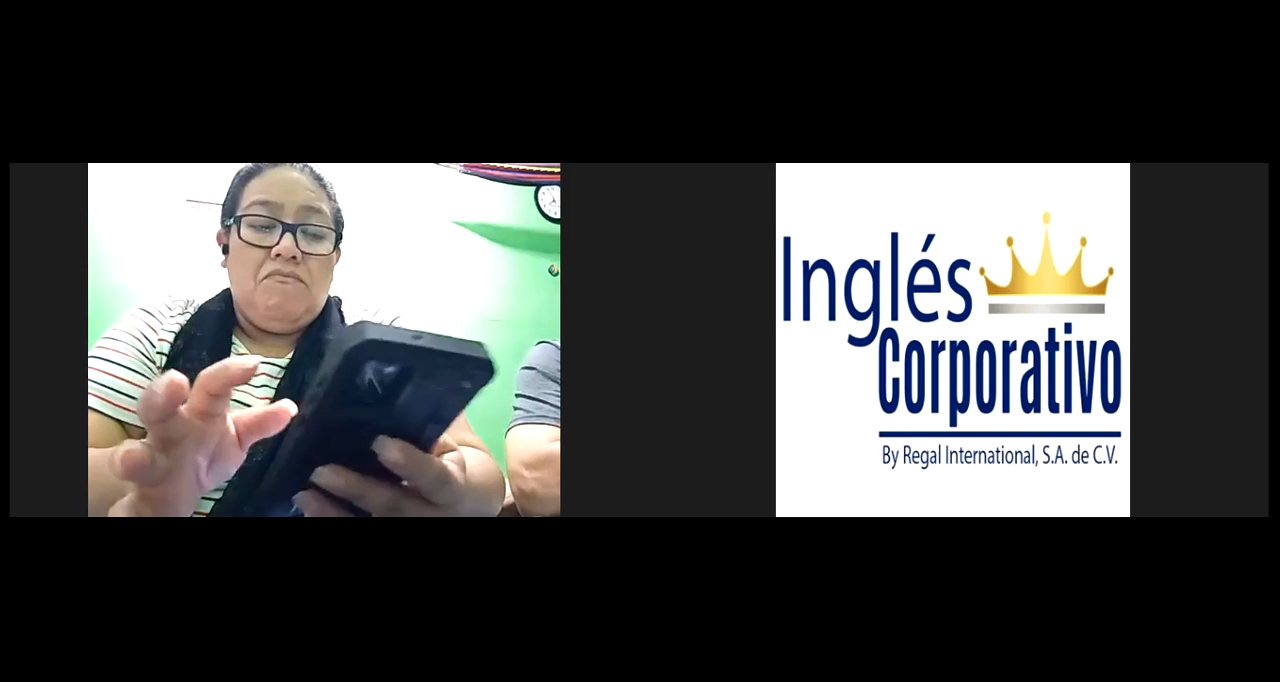 Inglés
Corporativo
By Regal International, S.A. de C.V.